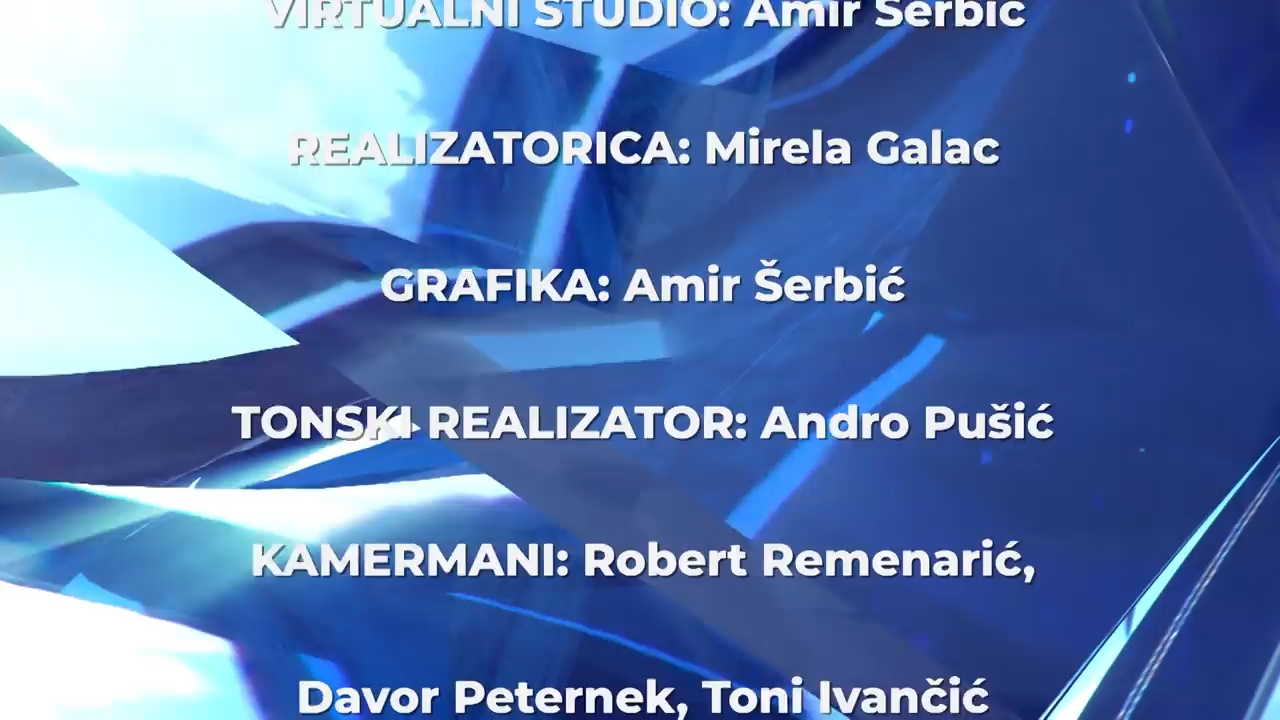 VIRTUALNI STUDIO: Amir Šerbić
REALIZATORICA: Mirela Galac
GRAFIKA: Amir Šerbić
TONSKI REALIZATOR: Andro Pušić
KAMERMANI: Robert Remenarić,
Davor Peternek, Toni Ivančić